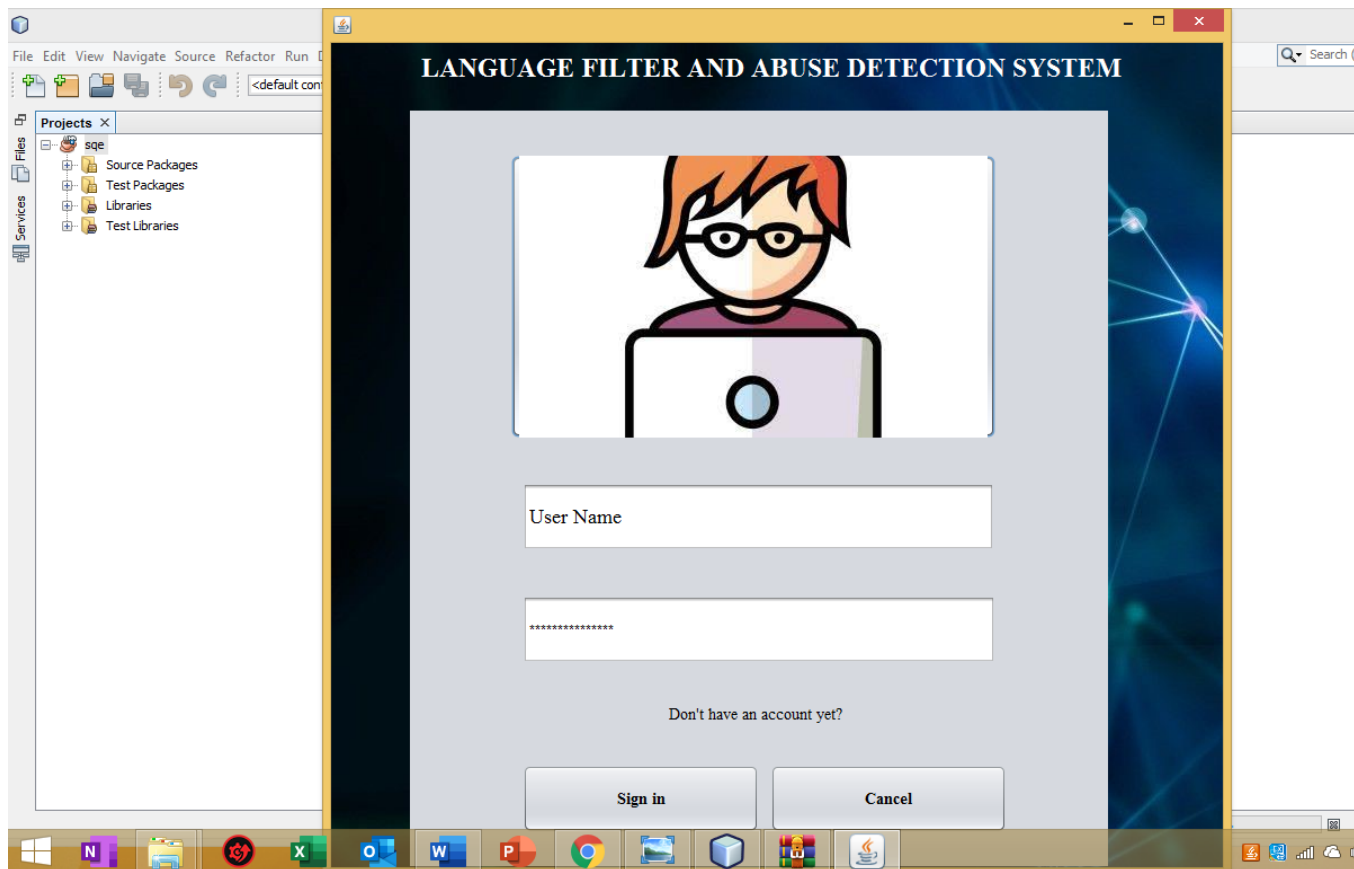 File Edit View Navigate Source Refactor Run
Search
<default con
Projects
Files
Services
sqe
Source Packages
Test Packages
Libraries
Test Libraries
LANGUAGE FILTER AND ABUSE DETECTION SYSTEM
User Name
***************
Don't have an account yet?
Sign in
Cancel